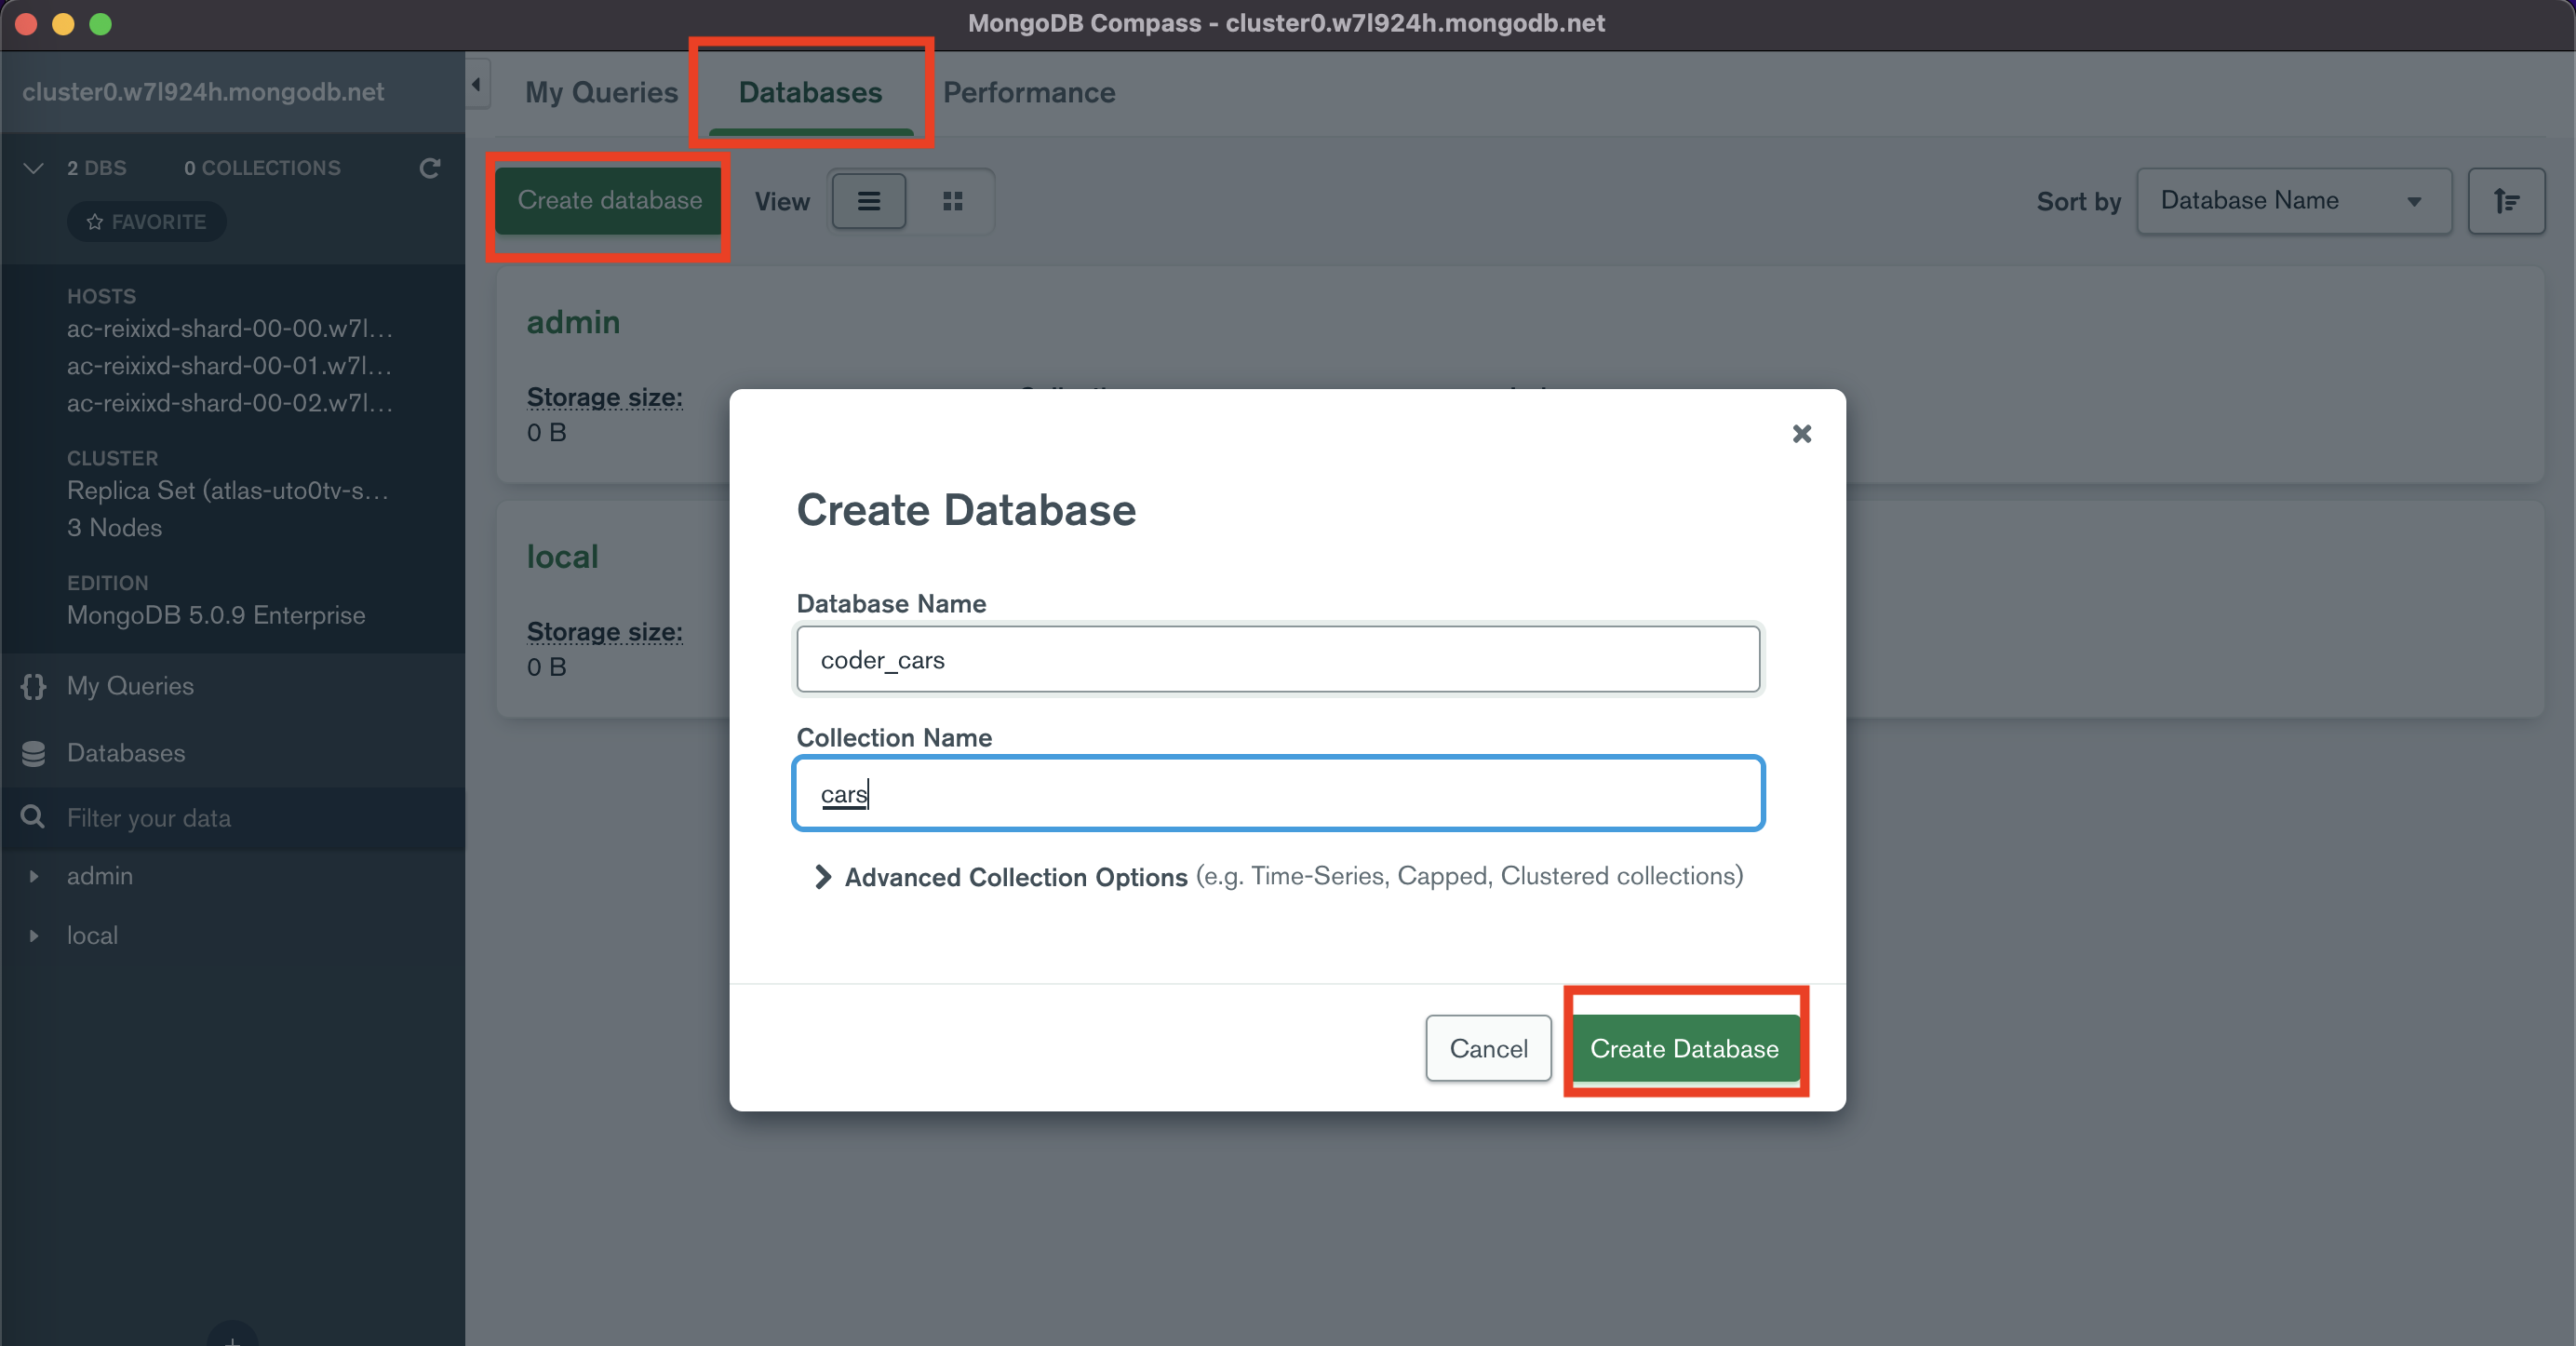 MongoDB Compass - cluster0.w7l924h.mongodb.net
cluster0.w7l924h.mongodb.net
My Queries
Databases
Performance
2 DBS
0 COLLECTIONS
FAVORITE
Create database
View
Sort by
Database Name
HOSTS
ac-reixixd-shard-00-00.w7l...
ac-reixixd-shard-00-01.w7l...
ac-reixixd-shard-00-02.w7l...
CLUSTER
Replica Set (atlas-uto0tv-s...
3 Nodes
EDITION
MongoDB 5.0.9 Enterprise
{} My Queries
Databases
Filter your data
admin
local
admin
Storage size:
0 B
local
Storage size:
0 B
Create Database
Database Name
coder_cars
Collection Name
cars
Advanced Collection Options (e.g. Time-Series, Capped, Clustered collections)
Cancel
Create Database